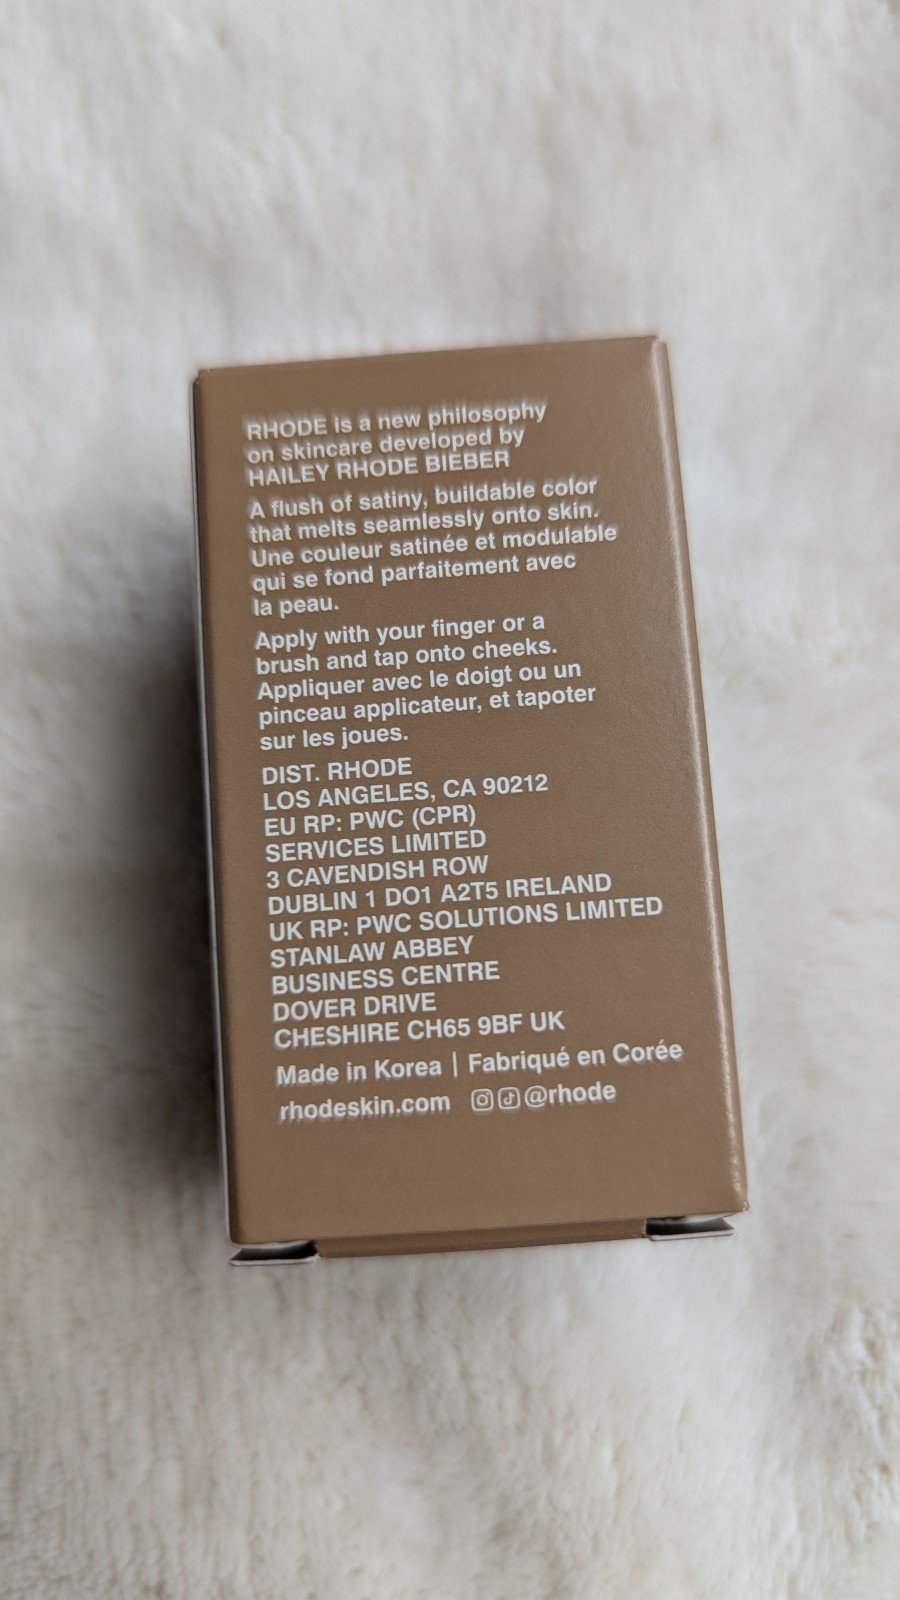 RHODE is a new philosophy
on skincare developed by
HAILEY RHODE BIEBER
A flush of satiny, buildable color
that melts seamlessly onto skin.
Une couleur satinée et modulable
qui se fond parfaitement avec
la peau.
Apply with your finger or a
brush and tap onto cheeks.
Appliquer avec le doigt ou un
pinceau applicateur, et tapoter
sur les joues.
DIST. RHODE
LOS ANGELES, CA 90212
EU RP: PWC (CPR)
SERVICES LIMITED
3 CAVENDISH ROW
DUBLIN 1 DO1 A2T5 IRELAND
UK RP: PWC SOLUTIONS LIMITED
STANLAW ABBEY
BUSINESS CENTRE
DOVER DRIVE
CHESHIRE CH65 9BF UK
Made in Korea | Fabriqué en Corée
rhodeskin.com @rhode